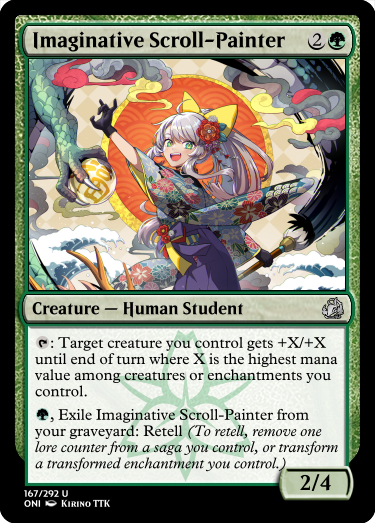 Imaginative Scroll-Painter 2
Creature — Human Student
: Target creature you control gets +X/+X
until end of turn where X is the highest mana
value among creatures or enchantments you
control.
, Exile Imaginative Scroll-Painter from
your graveyard: Retell (To retell, remove one
lore counter from a saga you control, or transform
a transformed enchantment you control.)
2/4
167/292 U
ONI Kirino TTK